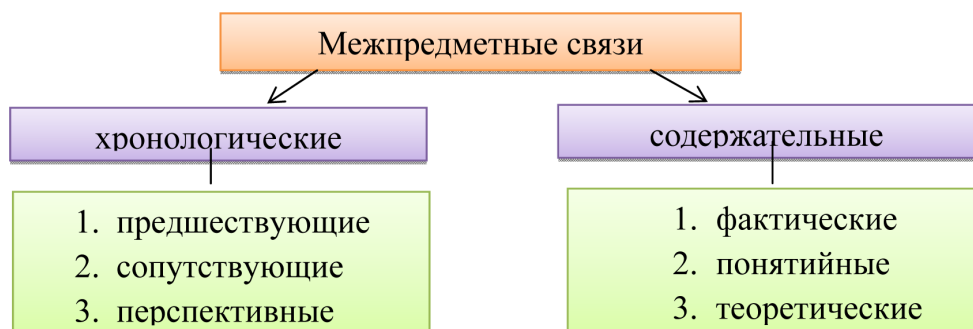 Межпредметные связи
хронологические
1. предшествующие
2. сопутствующие
3. перспективные
содержательные
1. фактические
2. понятийные
3. теоретические